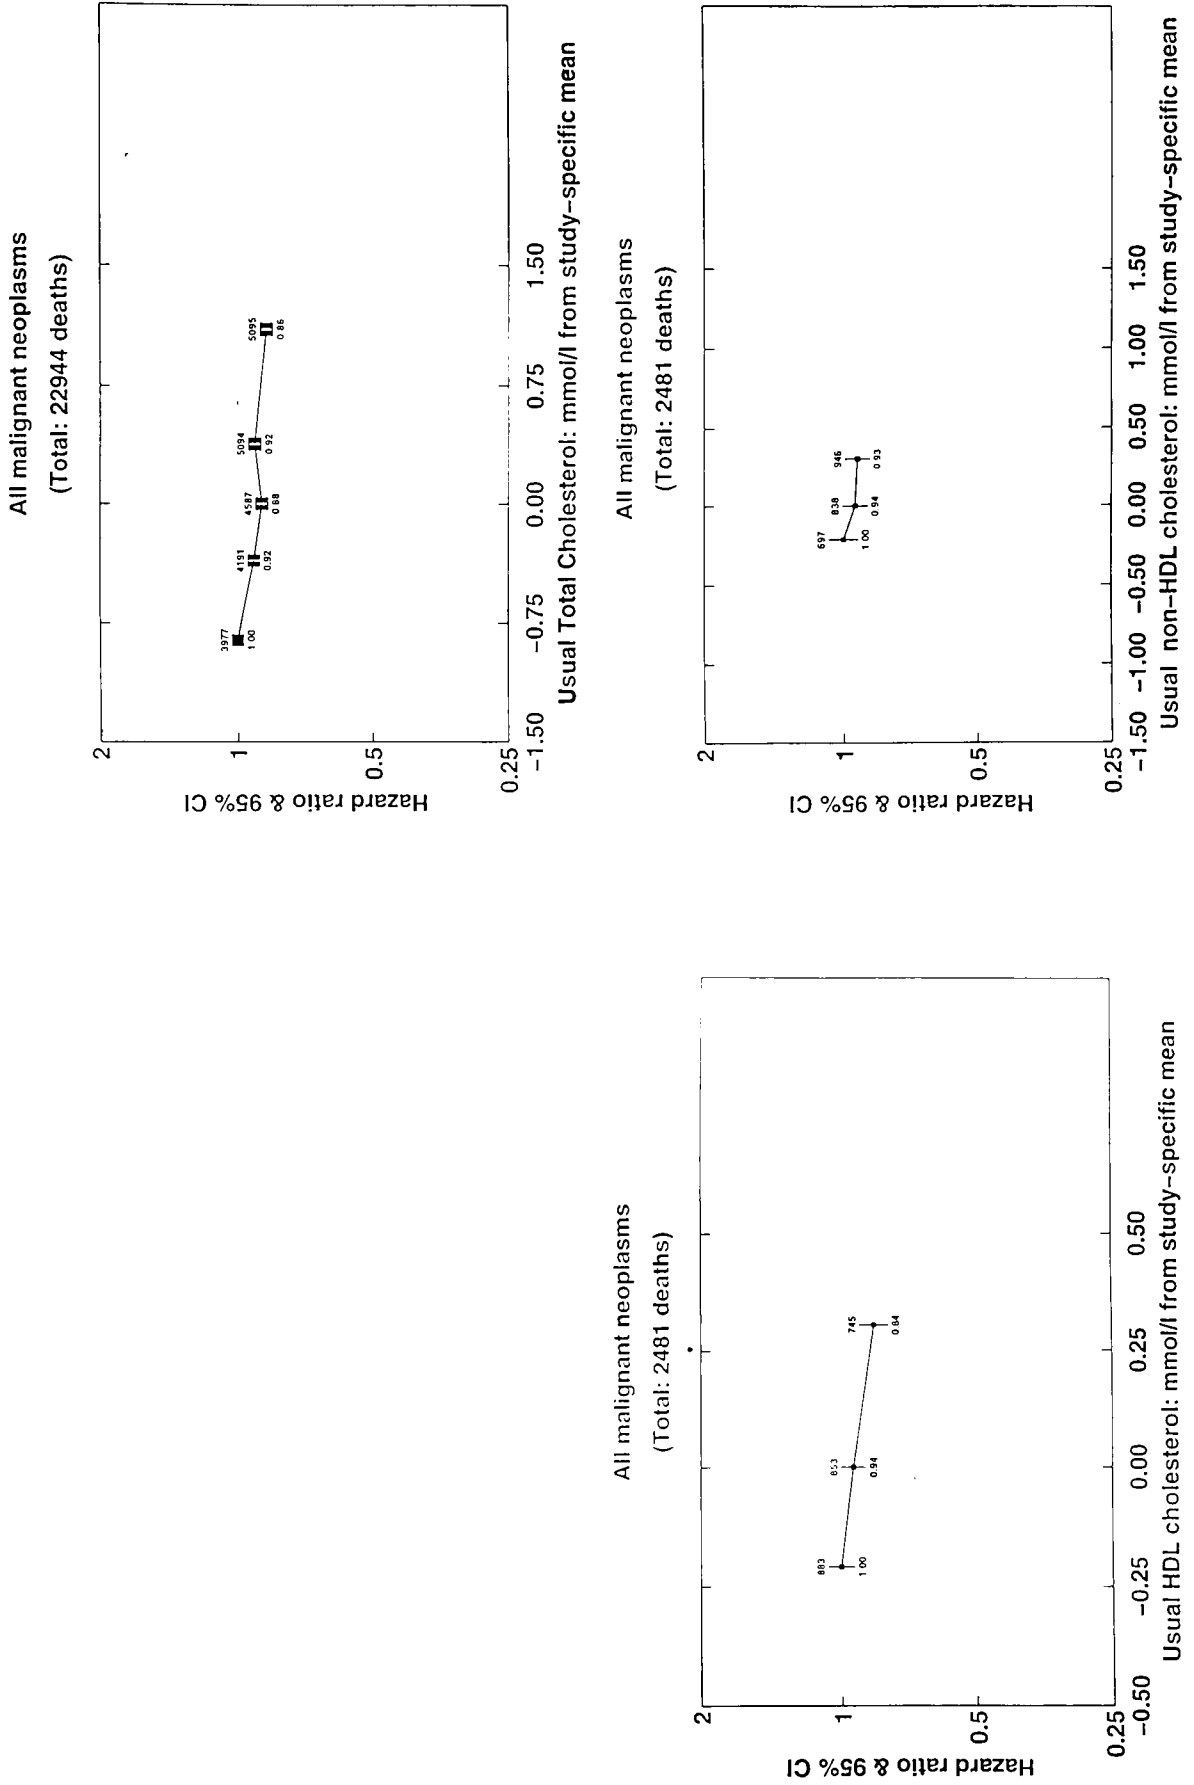 All malignant neoplasms
(Total: 22944 deaths)
Hazard ratio & 95% CI
2
1
0.5
0.25
3977
1.00
4191
0.92
4587
0.88
5094
0.92
5095
0.86
−1.50 −0.75 0.00 0.75 1.50
Usual Total Cholesterol: mmol/l from study−specific mean
All malignant neoplasms
(Total: 2481 deaths)
Hazard ratio & 95% CI
2
1
0.5
0.25
883
1.00
853
0.94
745
0.84
−0.50 −0.25 0.00 0.25 0.50
Usual HDL cholesterol: mmol/l from study−specific mean
All malignant neoplasms
(Total: 2481 deaths)
Hazard ratio & 95% CI
2
1
0.5
0.25
697
1.00
838
0.94
946
0.93
−1.50 −1.00 −0.50 0.00 0.50 1.00 1.50
Usual non−HDL cholesterol: mmol/l from study−specific mean